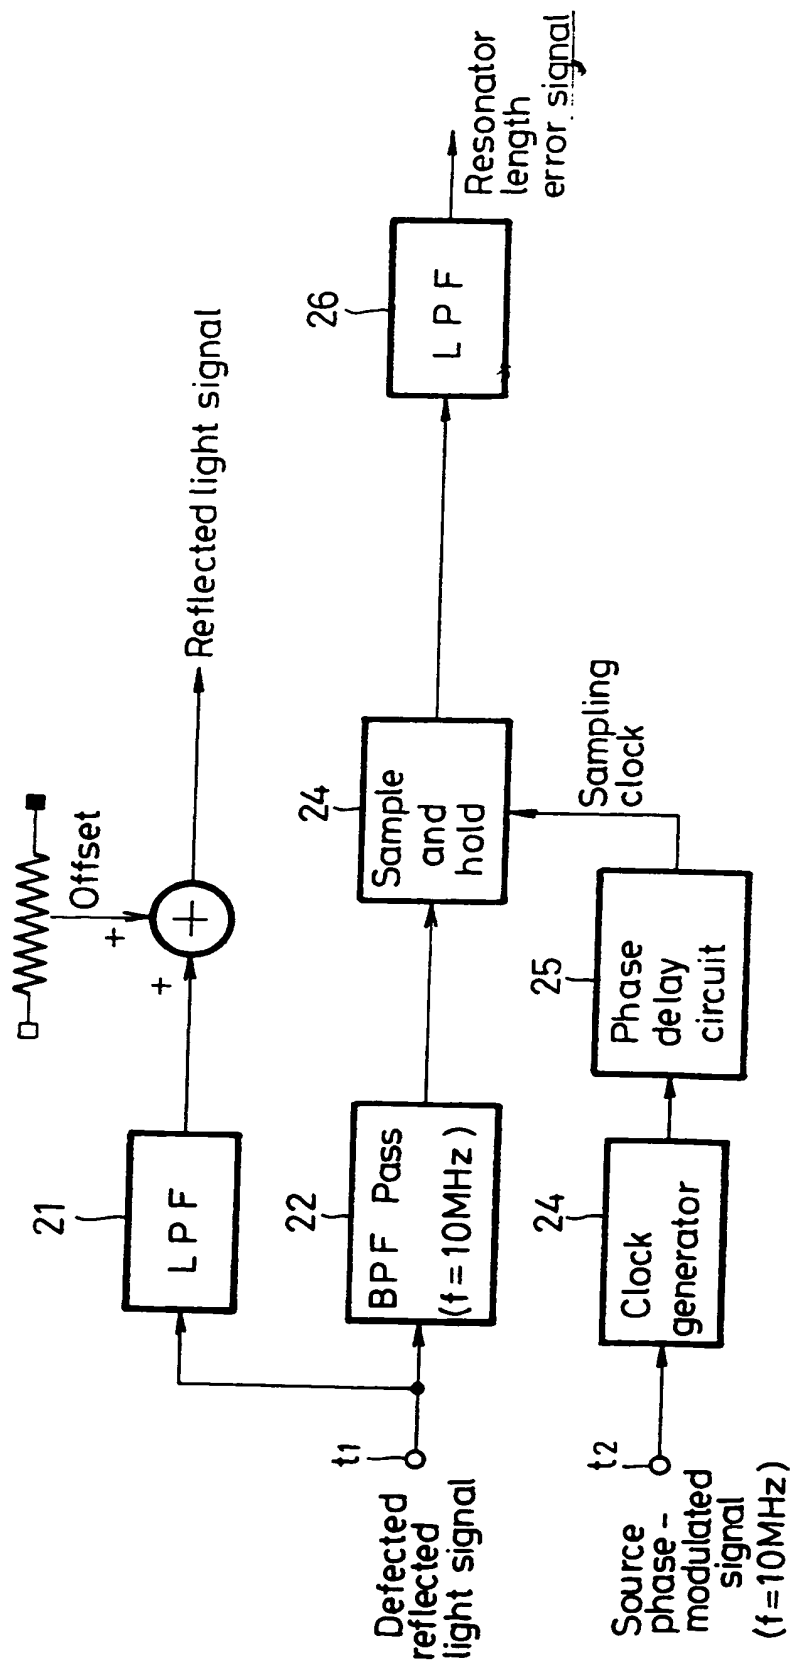 Offset
+
+
+
21
LPF
Reflected light signal
t1
Defected
reflected
light signal
22
BPF Pass
(f=10MHz)
24
Sample
and
hold
26
LPF
Resonator
length
error signal
Sampling
clock
t2
Source
phase-
modulated
signal
(f=10MHz)
24
Clock
generator
25
Phase
delay
circuit